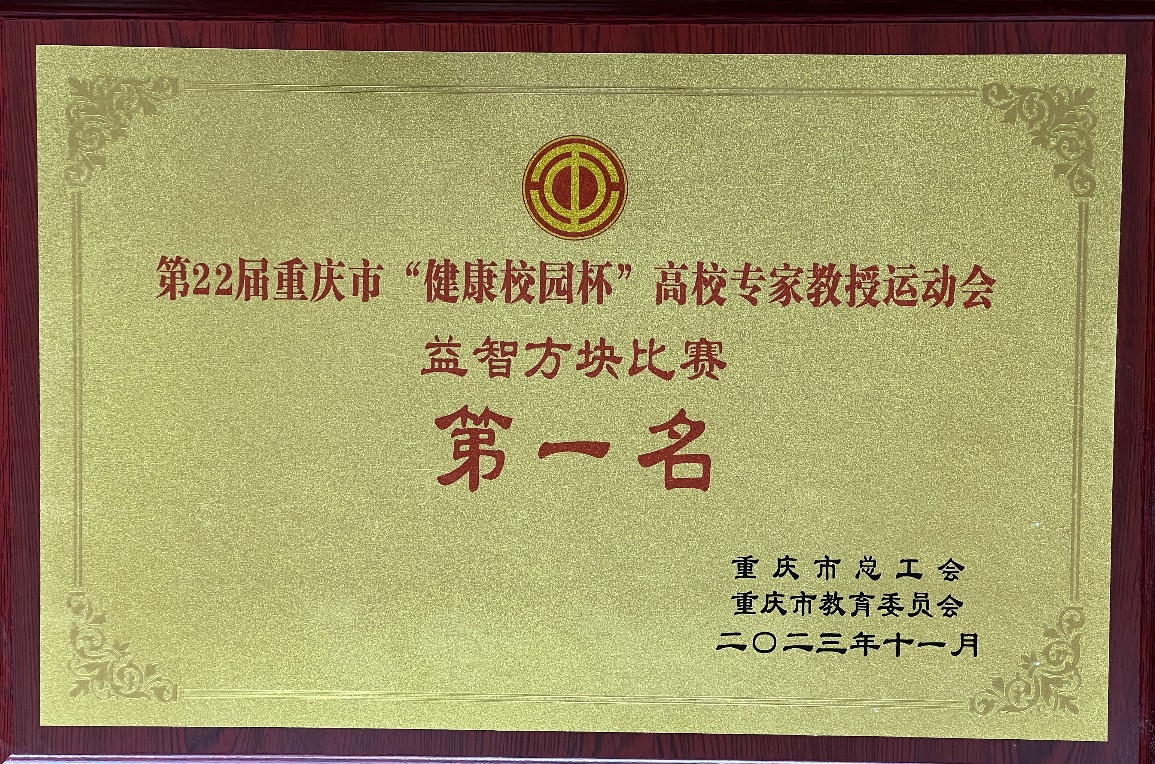 第22届重庆市“健康校园杯”高校专家教授运动会
益智方块比赛
第一名
重庆市总工会
重庆市教育委员会
二〇二三年十一月